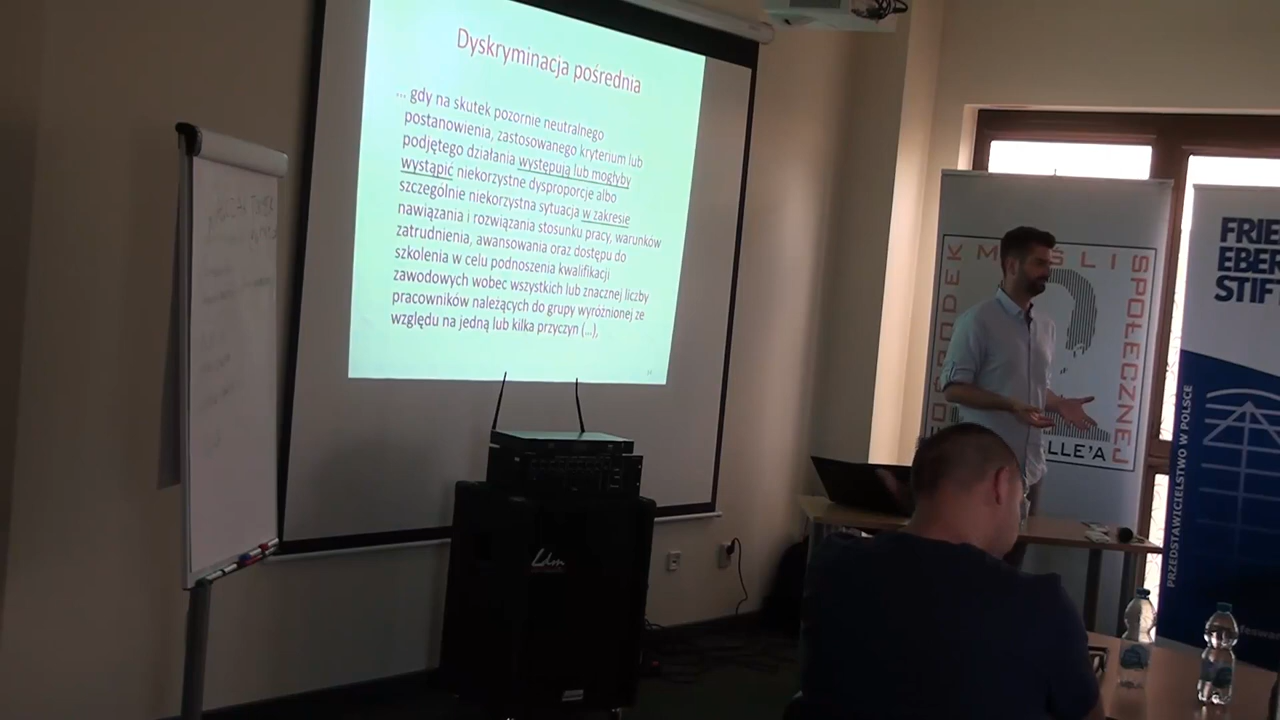 Dyskryminacja pośrednia
... gdy na skutek pozornie neutralnego
postanowienia, zastosowanego kryterium lub
podjętego działania występują lub mogłyby
wystąpić niekorzystne dysproporcje albo
szczególnie niekorzystna sytuacja w zakresie
nawiązania i rozwiązania stosunku pracy, warunków
zatrudnienia, awansowania oraz dostępu do
szkolenia w celu podnoszenia kwalifikacji
zawodowych wobec wszystkich lub znacznej liczby
pracowników należących do grupy wyróżnionej ze
względu na jedną lub kilka przyczyn (...),
Ldm
MYŚLI
SPOŁECZNEJ
LLE'A
FRIE
EBER
STIF
PRZEDSTAWICIELSTWO W POLSCE